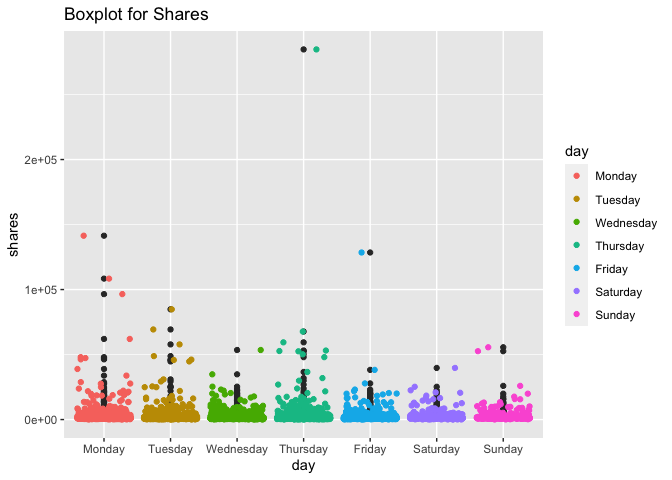 Boxplot for Shares
shares
2e+05
1e+05
0e+00
Monday Tuesday Wednesday Thursday Friday Saturday Sunday
day
day
Monday
Tuesday
Wednesday
Thursday
Friday
Saturday
Sunday